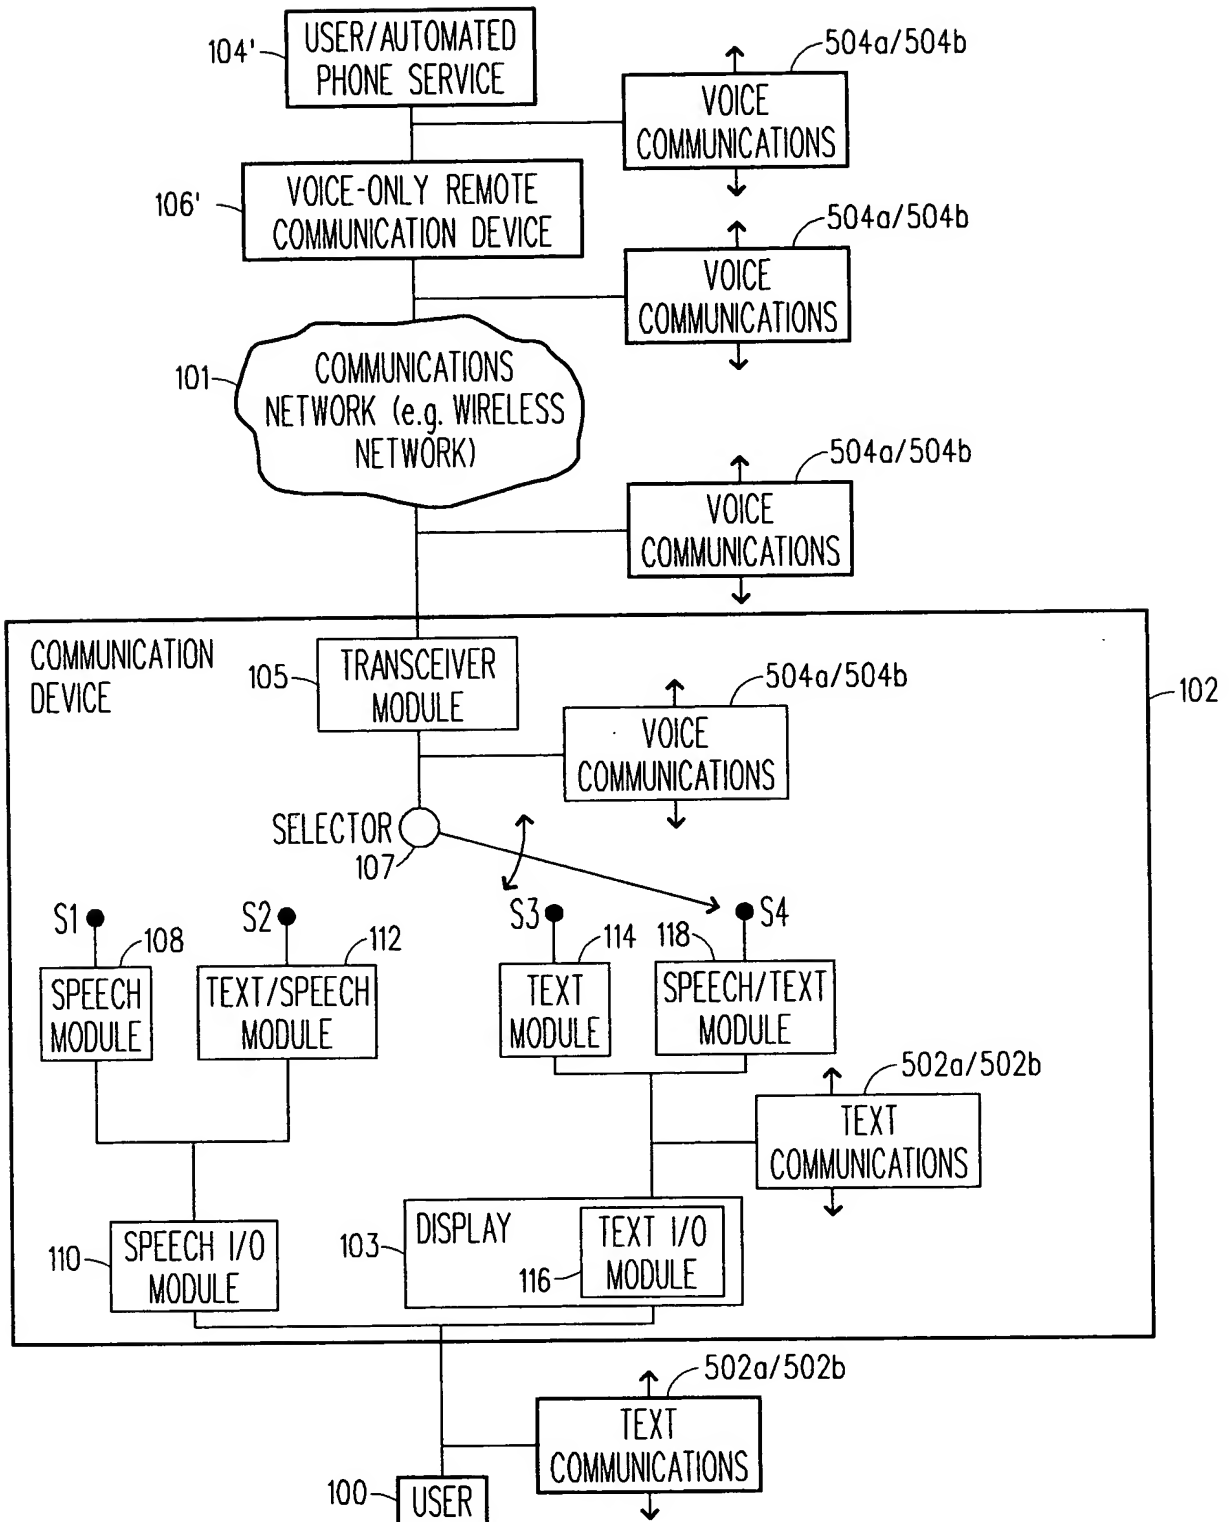 104'
USER/AUTOMATED
PHONE SERVICE
504a/504b
VOICE
COMMUNICATIONS
106'
VOICE-ONLY REMOTE
COMMUNICATION DEVICE
504a/504b
VOICE
COMMUNICATIONS
101
COMMUNICATIONS
NETWORK (e.g. WIRELESS
NETWORK)
504a/504b
VOICE
COMMUNICATIONS
COMMUNICATION
DEVICE
102
105
TRANSCEIVER
MODULE
504a/504b
VOICE
COMMUNICATIONS
SELECTOR
107
S1
S2
S3
S4
108
SPEECH
MODULE
112
TEXT/SPEECH
MODULE
114
TEXT
MODULE
118
SPEECH/TEXT
MODULE
502a/502b
TEXT
COMMUNICATIONS
110
SPEECH I/O
MODULE
103
DISPLAY
116
TEXT I/O
MODULE
502a/502b
TEXT
COMMUNICATIONS
100
USER